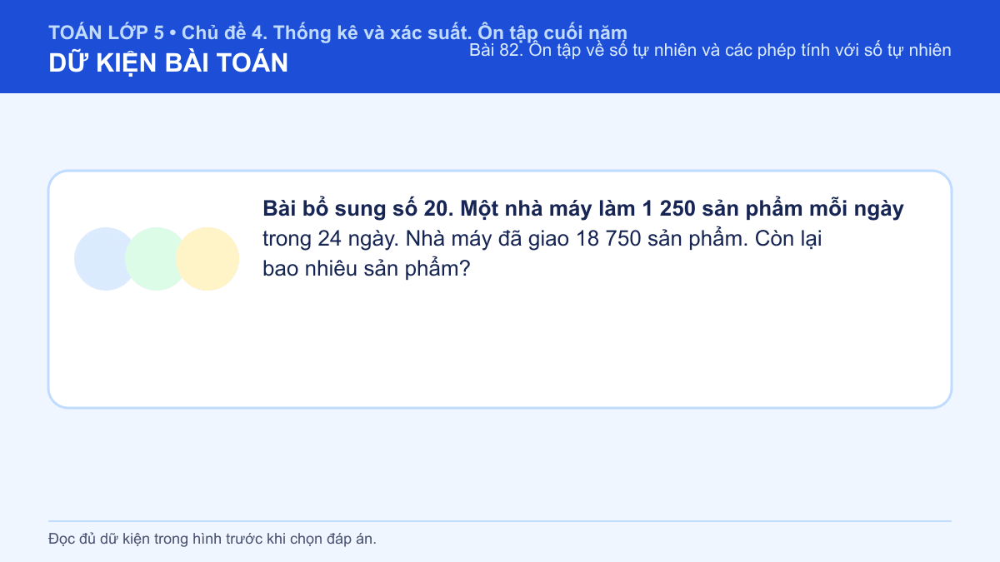 TOÁN LỚP 5 • Chủ đề 4. Thống kê và xác suất. Ôn tập cuối năm
Bài 82. Ôn tập về số tự nhiên và các phép tính với số tự nhiên
DỮ KIỆN BÀI TOÁN
Bài bổ sung số 20. Một nhà máy làm 1 250 sản phẩm mỗi ngày
trong 24 ngày. Nhà máy đã giao 18 750 sản phẩm. Còn lại
bao nhiêu sản phẩm?
Đọc đủ dữ kiện trong hình trước khi chọn đáp án.